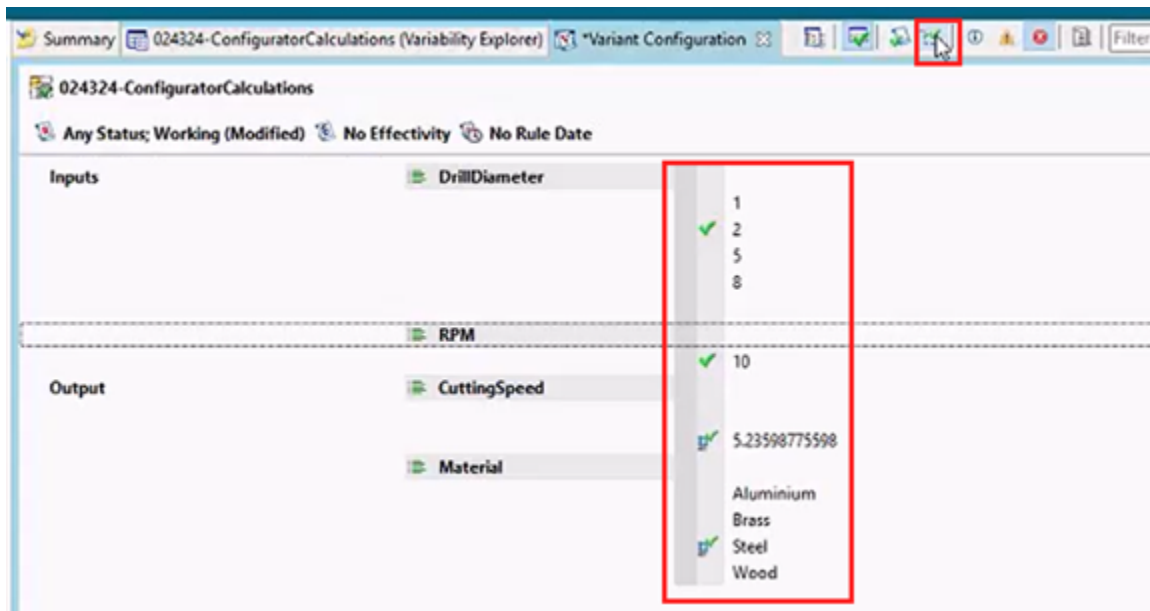 Summary 024324-ConfiguratorCalculations (Variability Explorer) *Variant Configuration Filter
024324-ConfiguratorCalculations
Any Status; Working (Modified) No Effectivity No Rule Date
Inputs DrillDiameter
1
2
5
8
RPM
10
Output CuttingSpeed
5.23598775598
Material
Aluminium
Brass
Steel
Wood